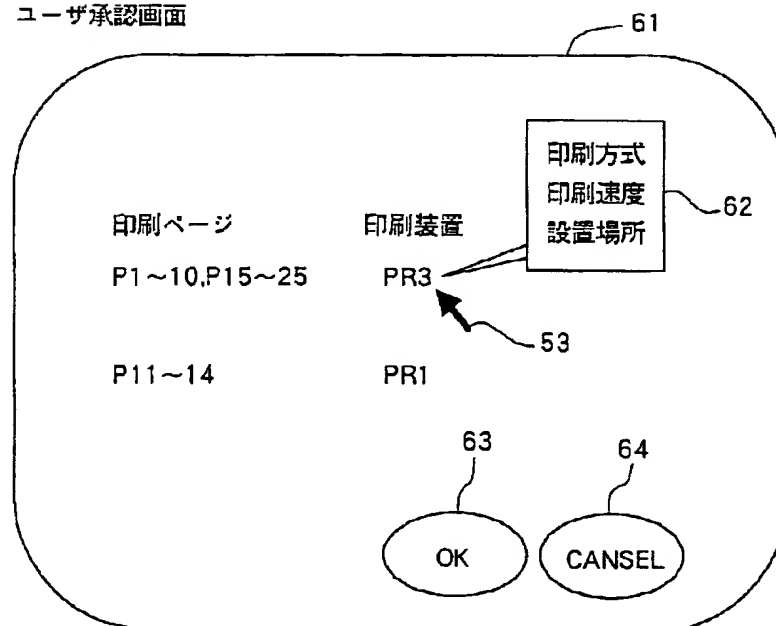 ユーザ承認画面
61
印刷方式
印刷速度
設置場所
62
印刷ページ 印刷装置
P1～10,P15～25 PR3
53
P11～14 PR1
63 64
OK CANSEL